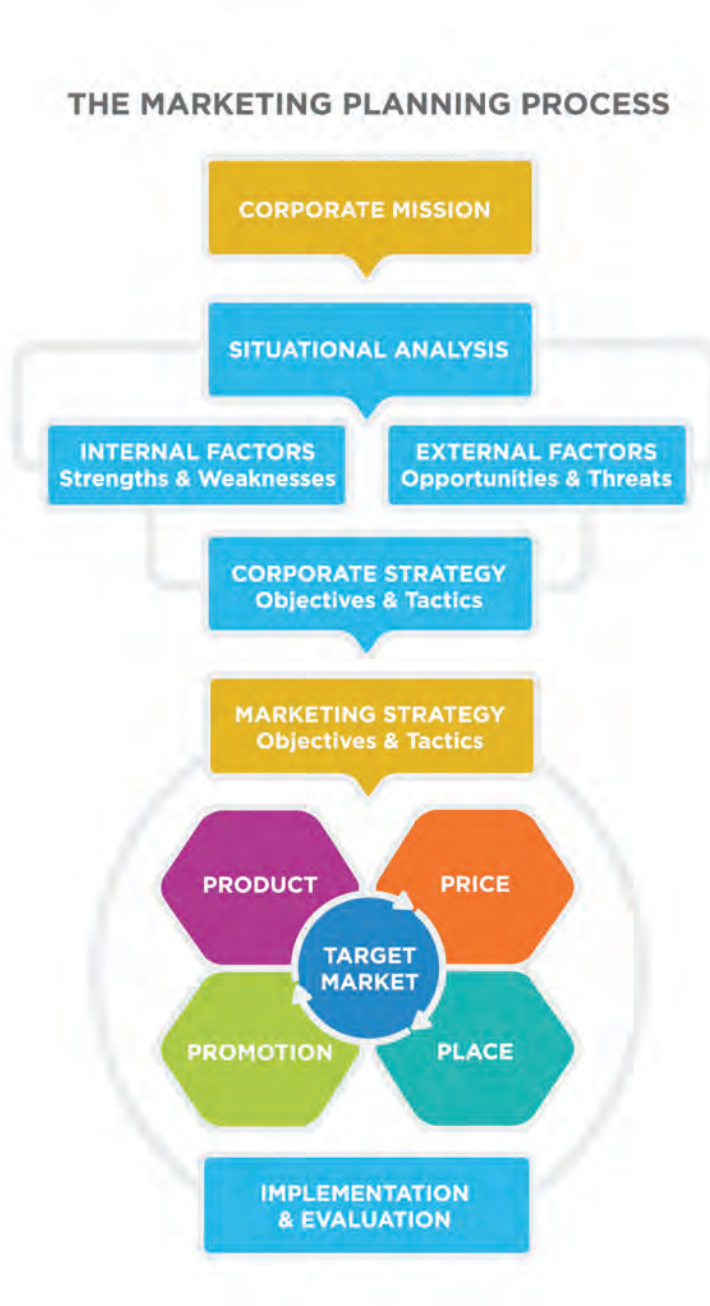 THE MARKETING PLANNING PROCESS
CORPORATE MISSION
SITUATIONAL ANALYSIS
INTERNAL FACTORS
Strengths & Weaknesses
EXTERNAL FACTORS
Opportunities & Threats
CORPORATE STRATEGY
Objectives & Tactics
MARKETING STRATEGY
Objectives & Tactics
PRODUCT
PRICE
TARGET
MARKET
PROMOTION
PLACE
IMPLEMENTATION
& EVALUATION